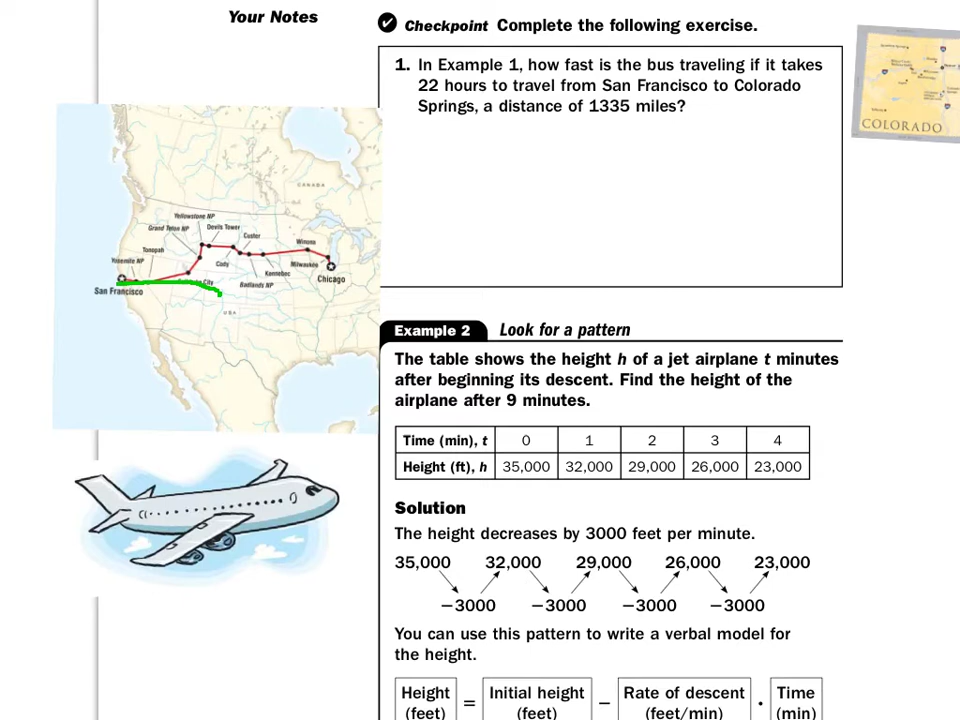 Your Notes
Checkpoint Complete the following exercise.
1. In Example 1, how fast is the bus traveling if it takes
22 hours to travel from San Francisco to Colorado
Springs, a distance of 1335 miles?
COLORADO
CANADA
Yellowstone NP
Grand Teton NP
Devils Tower
Custer
Winona
Tonopah
Yosemite NP
Cody
Milwaukee
Kennebec
Badlands NP
Chicago
San Francisco
City
USA
Example 2 Look for a pattern
The table shows the height h of a jet airplane t minutes
after beginning its descent. Find the height of the
airplane after 9 minutes.
Time (min), t 0 1 2 3 4
Height (ft), h 35,000 32,000 29,000 26,000 23,000
Solution
The height decreases by 3000 feet per minute.
35,000 32,000 29,000 26,000 23,000
−3000 −3000 −3000 −3000
You can use this pattern to write a verbal model for
the height.
Height = Initial height − Rate of descent · Time
(feet) (feet) (feet/min) (min)